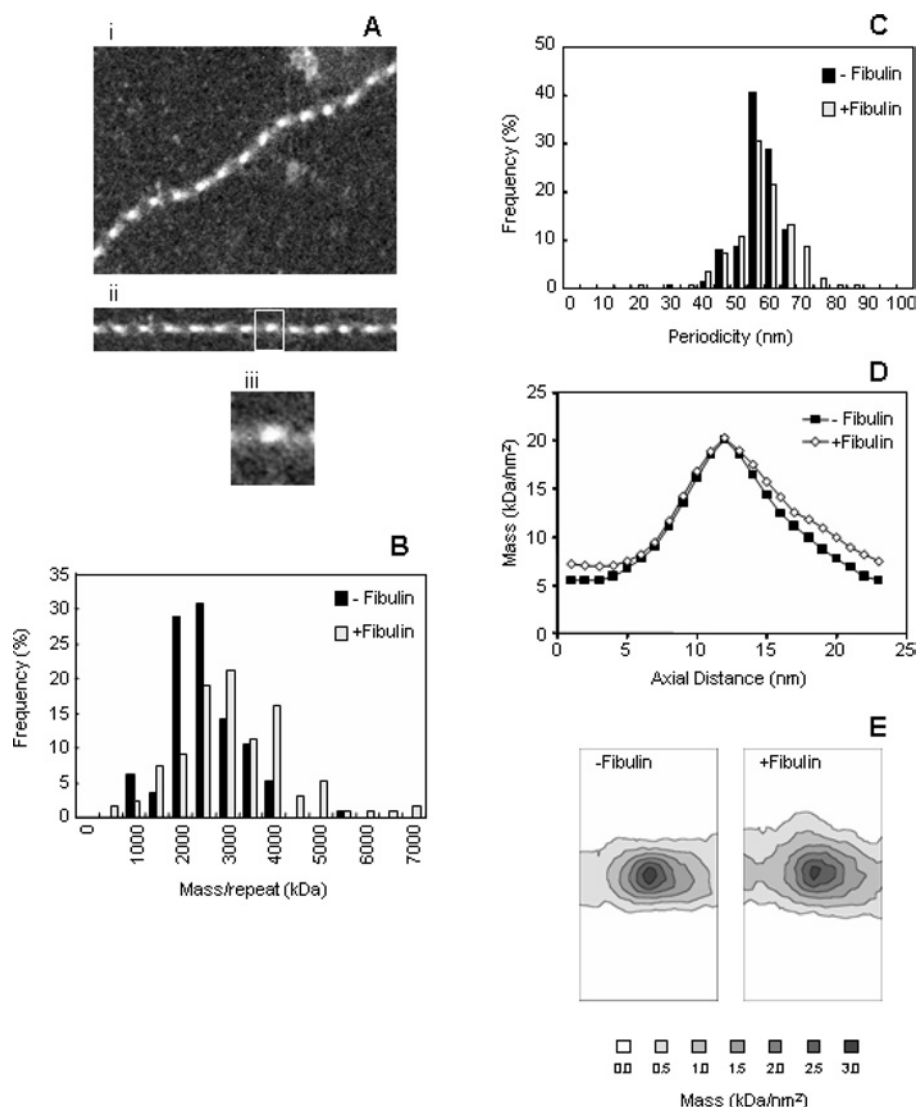 A
i
ii
iii
B
35
30
25
20
15
10
5
0
Frequency (%)
- Fibulin
+Fibulin
0
1000
2000
3000
4000
5000
6000
7000
Mass/repeat (kDa)
C
50
40
30
20
10
0
Frequency (%)
- Fibulin
+Fibulin
0 10 20 30 40 50 60 70 80 90 100
Periodicity (nm)
D
25
20
15
10
5
0
Mass (kDa/nm²)
- Fibulin
+Fibulin
0 5 10 15 20 25
Axial Distance (nm)
E
-Fibulin
+Fibulin
0.0 0.5 1.0 1.5 2.0 2.5 3.0
Mass (kDa/nm²)